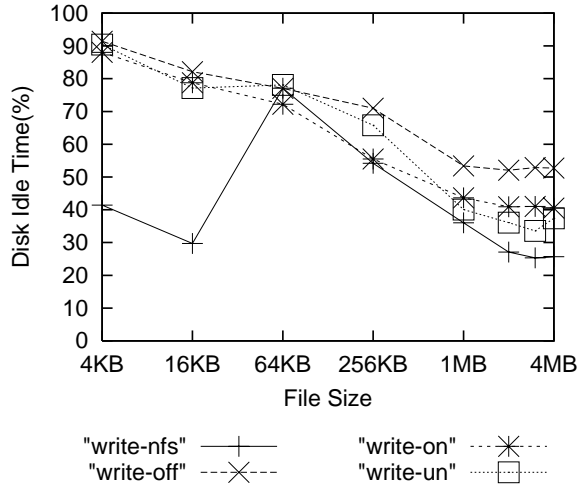 100
90
80
70
60
50
40
30
20
10
0
Disk Idle Time(%)
4KB 16KB 64KB 256KB 1MB 4MB
File Size
"write-nfs" "write-on"
"write-off" "write-un"